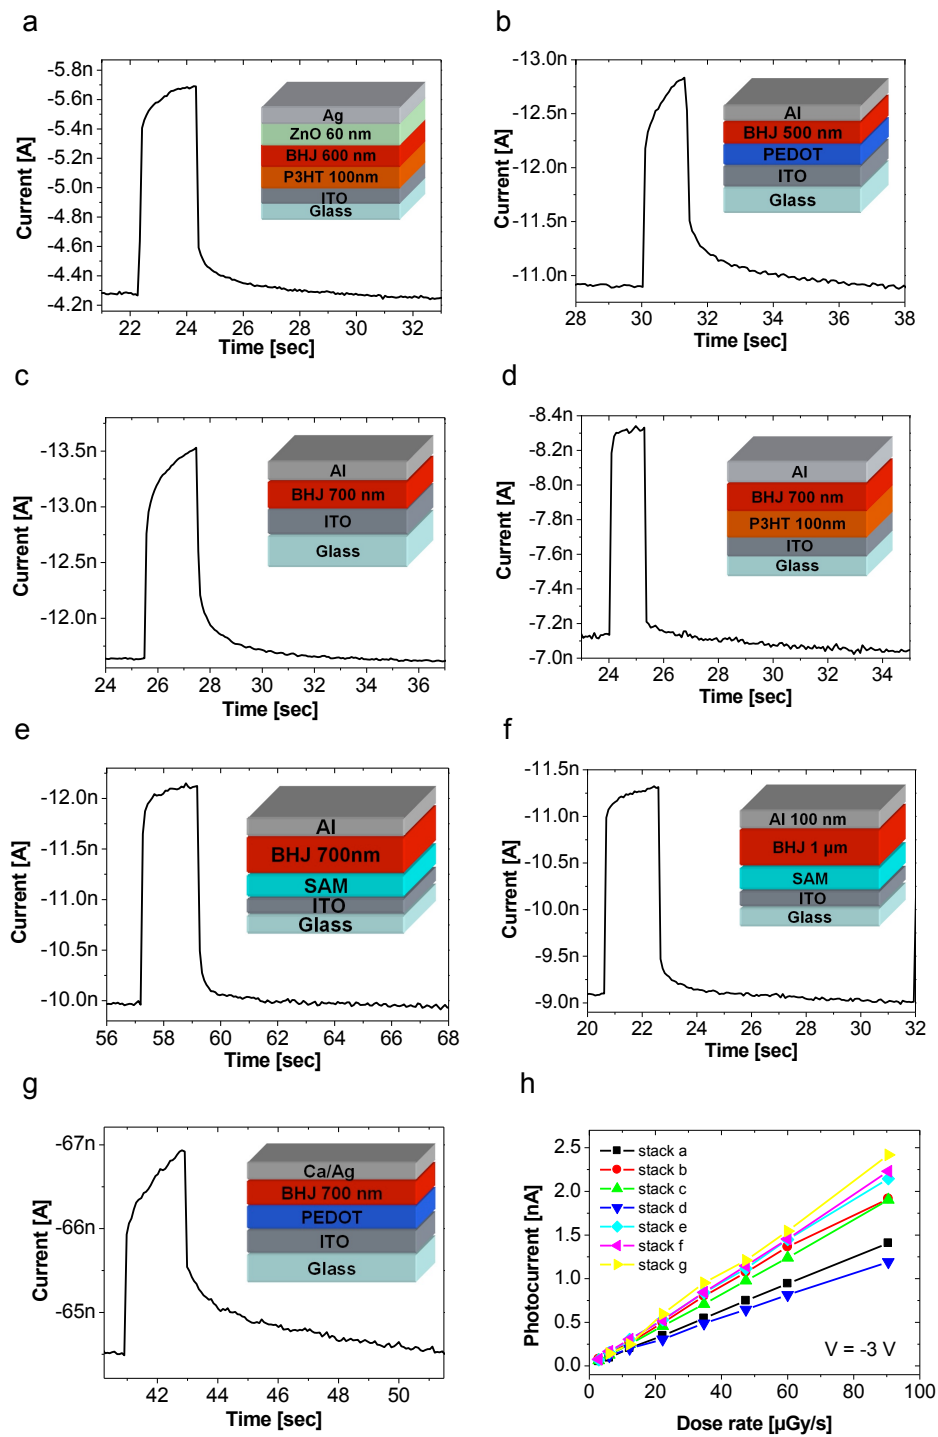 a
-5.8n
-5.6n
-5.4n
-5.2n
-5.0n
-4.8n
-4.6n
-4.4n
-4.2n
Current [A]
22 24 26 28 30 32
Time [sec]
Ag
ZnO 60 nm
BHJ 600 nm
P3HT 100nm
ITO
Glass
b
-13.0n
-12.5n
-12.0n
-11.5n
-11.0n
Current [A]
28 30 32 34 36 38
Time [sec]
Al
BHJ 500 nm
PEDOT
ITO
Glass
c
-13.5n
-13.0n
-12.5n
-12.0n
Current [A]
24 26 28 30 32 34 36
Time [sec]
Al
BHJ 700 nm
ITO
Glass
d
-8.4n
-8.2n
-8.0n
-7.8n
-7.6n
-7.4n
-7.2n
-7.0n
Current [A]
24 26 28 30 32 34
Time [sec]
Al
BHJ 700 nm
P3HT 100nm
ITO
Glass
e
-12.0n
-11.5n
-11.0n
-10.5n
-10.0n
Current [A]
56 58 60 62 64 66 68
Time [sec]
Al
BHJ 700nm
SAM
ITO
Glass
f
-11.5n
-11.0n
-10.5n
-10.0n
-9.5n
-9.0n
Current [A]
20 22 24 26 28 30 32
Time [sec]
Al 100 nm
BHJ 1 µm
SAM
ITO
Glass
g
-67n
-66n
-65n
Current [A]
42 44 46 48 50
Time [sec]
Ca/Ag
BHJ 700 nm
PEDOT
ITO
Glass
h
2.5
2.0
1.5
1.0
0.5
0.0
Photocurrent [nA]
0 20 40 60 80 100
Dose rate [µGy/s]
stack a
stack b
stack c
stack d
stack e
stack f
stack g
V = -3 V